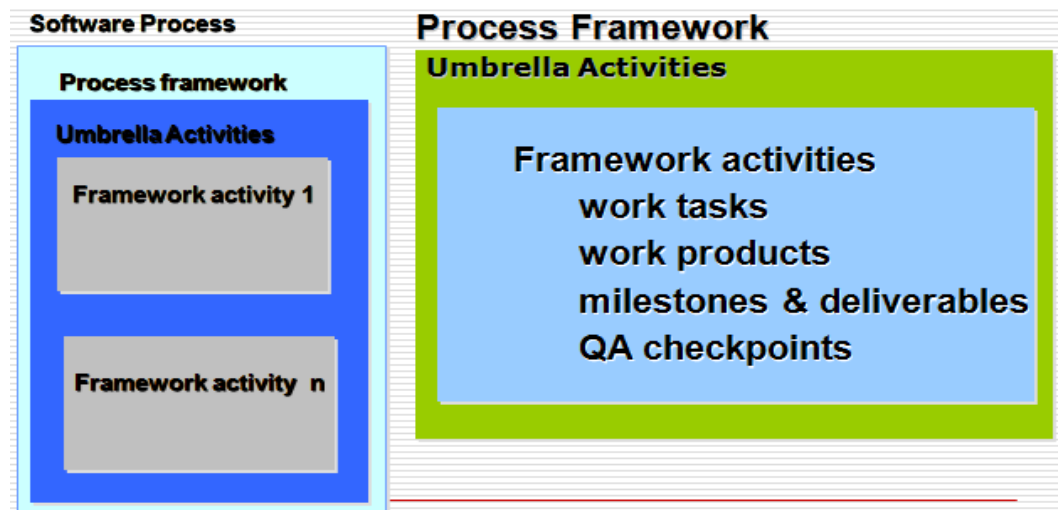 Software Process
Process framework
Umbrella Activities
Framework activity 1
Framework activity n
Process Framework
Umbrella Activities
Framework activities
work tasks
work products
milestones & deliverables
QA checkpoints